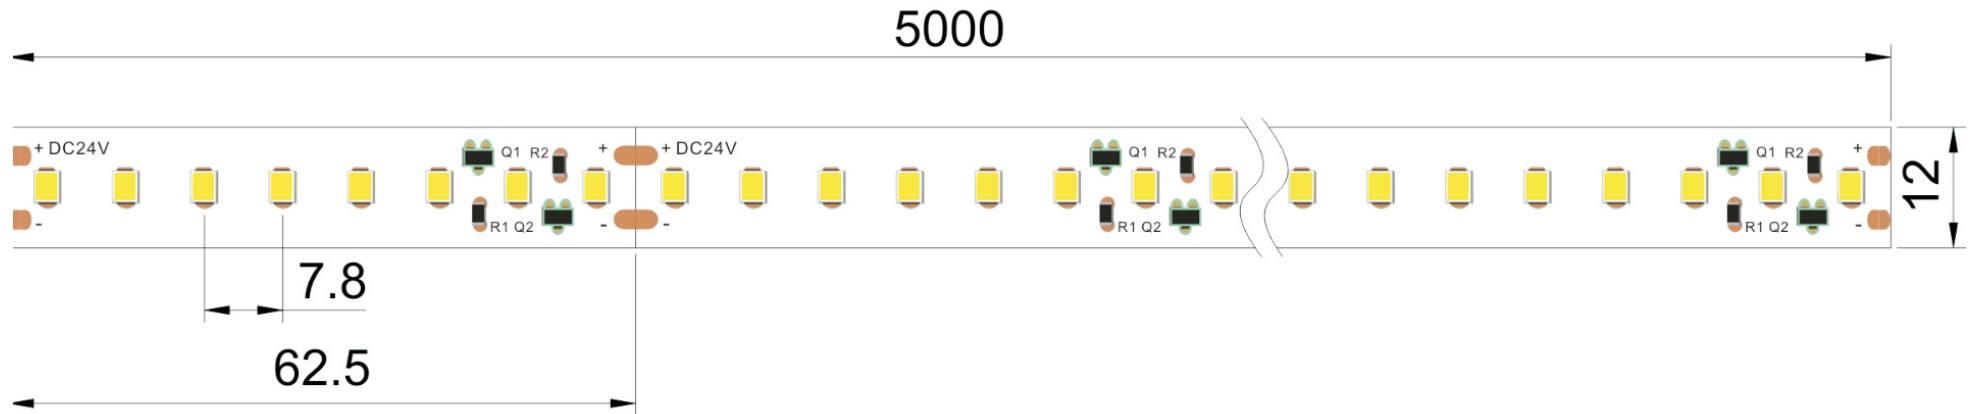 5000
+ DC24V Q1 R2 + + DC24V Q1 R2 Q1 R2 +
12
- R1 Q2 - - R1 Q2 R1 Q2 -
7.8
62.5